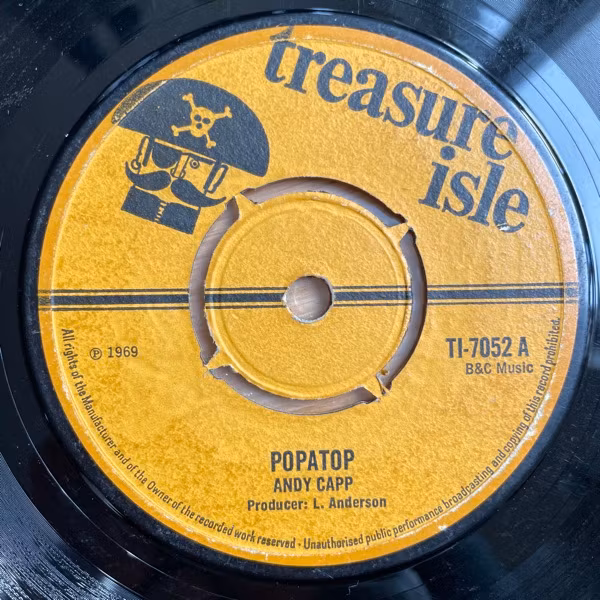 treasure
isle
℗ 1969
TI-7052 A
B&C Music
POPATOP
ANDY CAPP
Producer: L. Anderson
All rights of the Manufacturer and of the Owner of the recorded work reserved - Unauthorised public performance broadcasting and copying of this record prohibited.